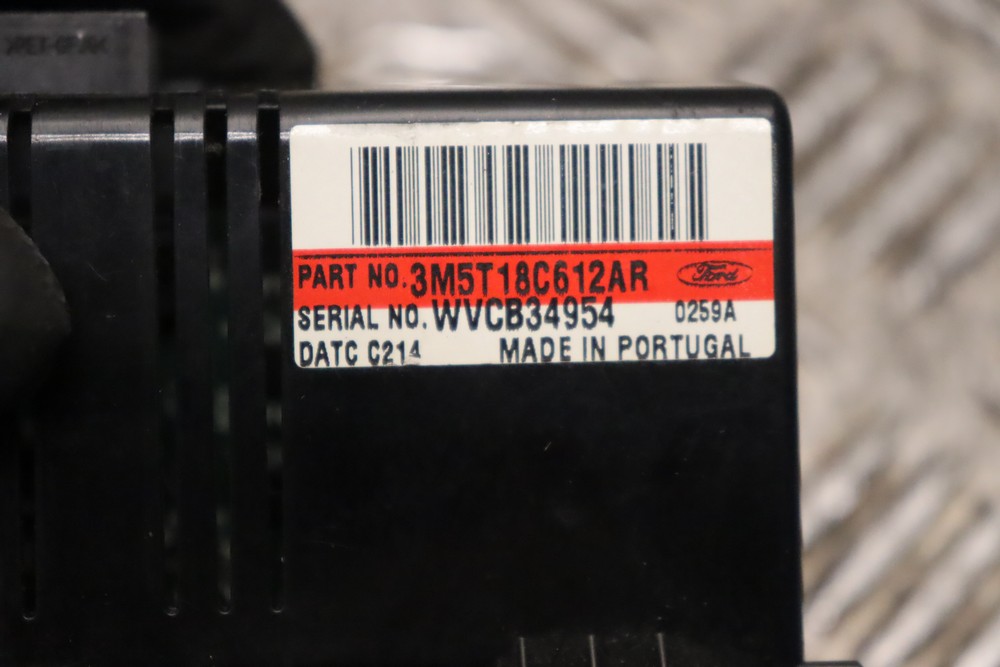 PART NO. 3M5T18C612AR Ford
SERIAL NO. WVCB34954 0259A
DATC C214 MADE IN PORTUGAL